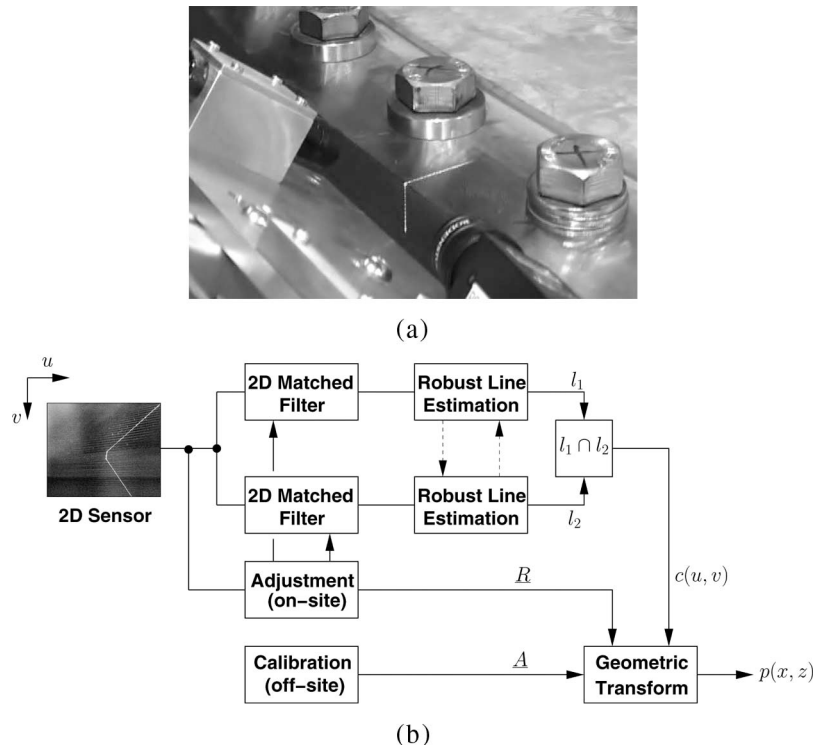 (a)
u
v
2D Sensor
2D Matched
Filter
Robust Line
Estimation
l₁
l₁ ∩ l₂
2D Matched
Filter
Robust Line
Estimation
l₂
Adjustment
(on-site)
R
c(u, v)
Calibration
(off-site)
A
Geometric
Transform
p(x, z)
(b)